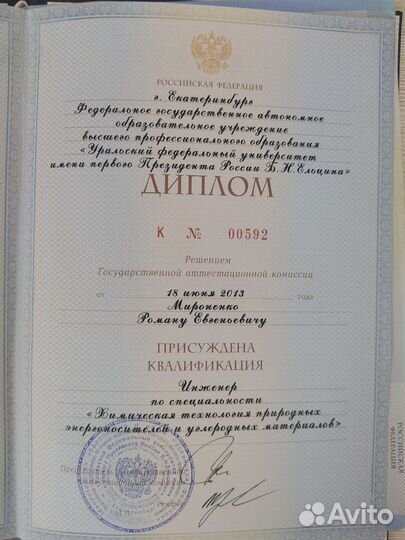 РОССИЙСКАЯ ФЕДЕРАЦИЯ
г. Екатеринбург
Федеральное государственное автономное
образовательное учреждение
высшего профессионального образования
«Уральский федеральный университет
имени первого Президента России Б.Н.Ельцина»
ДИПЛОМ
К № 00592
Решением
Государственной аттестационной комиссии
от 18 июня 2013 года
Мироненко
Роману Евгеньевичу
ПРИСУЖДЕНА
КВАЛИФИКАЦИЯ
Инженер
по специальности
«Химическая технология природных
энергоносителей и углеродных материалов»
Avito
РОССИЙСКАЯ
ФЕДЕРАЦИЯ